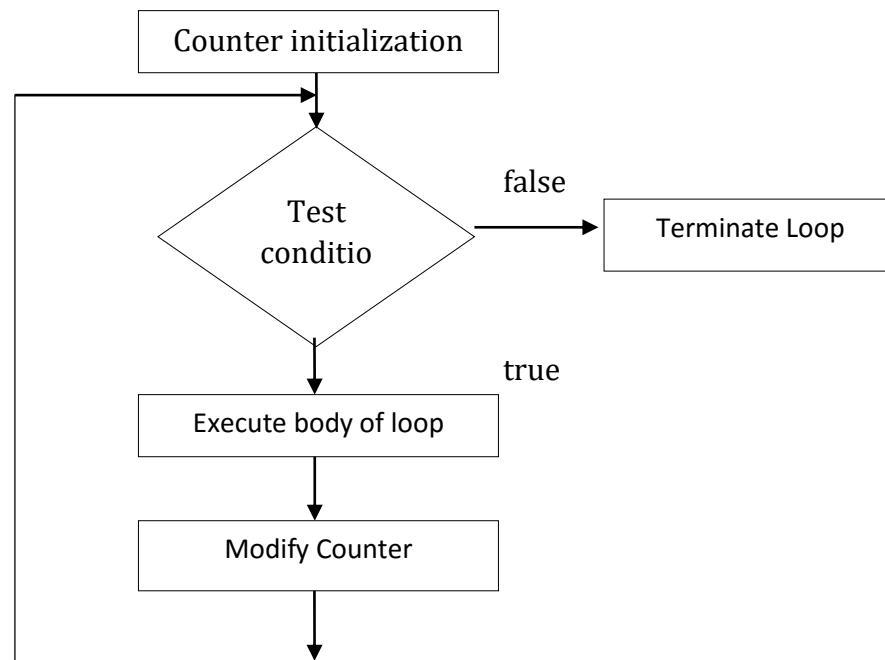 Counter initialization
Test
conditio
false
Terminate Loop
true
Execute body of loop
Modify Counter